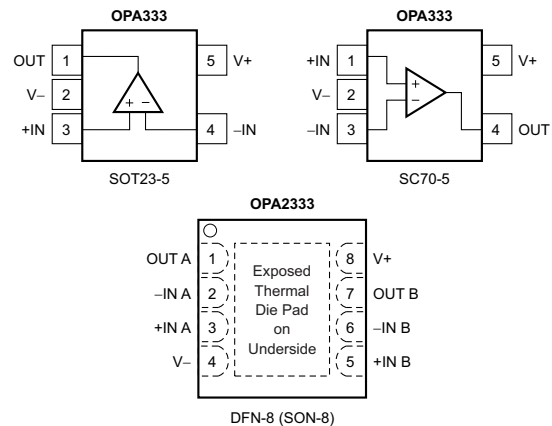 OPA333
OUT 1 5 V+
V– 2
+IN 3 + – 4 –IN
SOT23-5
OPA333
+IN 1 5 V+
V– 2 + –
–IN 3 4 OUT
SC70-5
OPA2333
OUT A 1 8 V+
–IN A 2 7 OUT B
+IN A 3 6 –IN B
V– 4 5 +IN B
Exposed
Thermal
Die Pad
on
Underside
DFN-8 (SON-8)